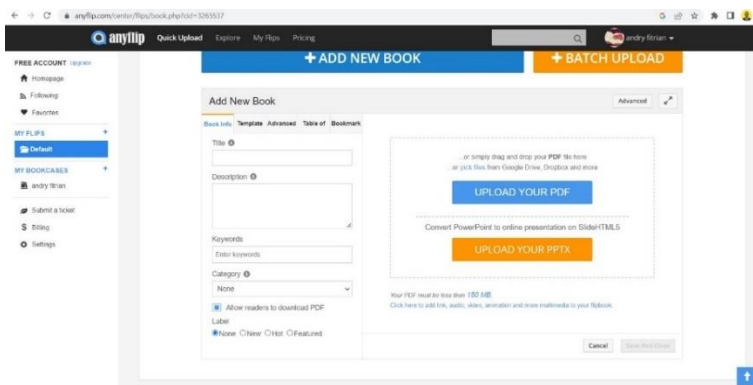 anyflip.com/center/flips/book.php?cid=3265537
anyflip Quick Upload Explore My Flips Pricing andry fitrian
FREE ACCOUNT Upgrade
Homepage
Following
Favorites
MY FLIPS +
Default
MY BOOKCASES +
andry fitrian
Submit a ticket
$ Billing
Settings
+ ADD NEW BOOK
+ BATCH UPLOAD
Add New Book
Advanced
Book Info Template Advanced Table of Bookmark
Title
Description
Keywords
Enter keywords
Category
None
Allow readers to download PDF
Label
None New Hot Featured
...or simply drag and drop your PDF file here
or pick files from Google Drive, Dropbox and more
UPLOAD YOUR PDF
Convert PowerPoint to online presentation on SlideHTML5
UPLOAD YOUR PPTX
Your PDF must be less than 150 MB.
Click here to add link, audio, video, animation and more multimedia to your flipbook.
Cancel
Save And Close